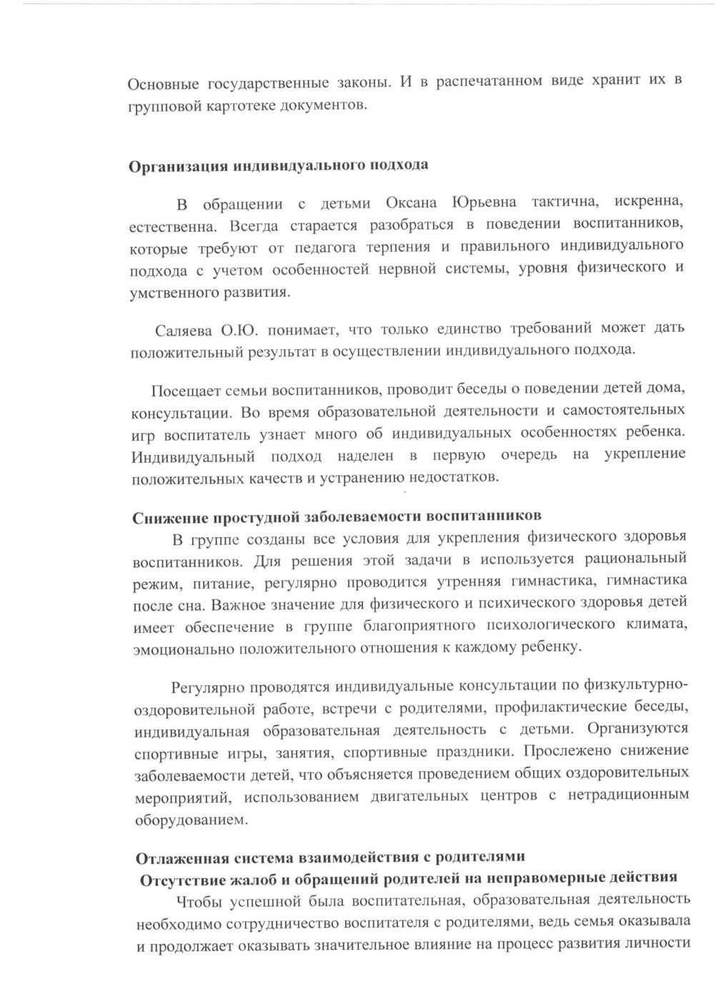 Основные государственные законы. И в распечатанном виде хранит их в
групповой картотеке документов.
Организация индивидуального подхода
В обращении с детьми Оксана Юрьевна тактична, искренна,
естественна. Всегда старается разобраться в поведении воспитанников,
которые требуют от педагога терпения и правильного индивидуального
подхода с учетом особенностей нервной системы, уровня физического и
умственного развития.
Саляева О.Ю. понимает, что только единство требований может дать
положительный результат в осуществлении индивидуального подхода.
Посещает семьи воспитанников, проводит беседы о поведении детей дома,
консультации. Во время образовательной деятельности и самостоятельных
игр воспитатель узнает много об индивидуальных особенностях ребенка.
Индивидуальный подход наделен в первую очередь на укрепление
положительных качеств и устранению недостатков.
Снижение простудной заболеваемости воспитанников
В группе созданы все условия для укрепления физического здоровья
воспитанников. Для решения этой задачи в используется рациональный
режим, питание, регулярно проводится утренняя гимнастика, гимнастика
после сна. Важное значение для физического и психического здоровья детей
имеет обеспечение в группе благоприятного психологического климата,
эмоционально положительного отношения к каждому ребенку.
Регулярно проводятся индивидуальные консультации по физкультурно-
оздоровительной работе, встречи с родителями, профилактические беседы,
индивидуальная образовательная деятельность с детьми. Организуются
спортивные игры, занятия, спортивные праздники. Прослежено снижение
заболеваемости детей, что объясняется проведением общих оздоровительных
мероприятий, использованием двигательных центров с нетрадиционным
оборудованием.
Отлаженная система взаимодействия с родителями
Отсутствие жалоб и обращений родителей на неправомерные действия
Чтобы успешной была воспитательная, образовательная деятельность
необходимо сотрудничество воспитателя с родителями, ведь семья оказывала
и продолжает оказывать значительное влияние на процесс развития личности